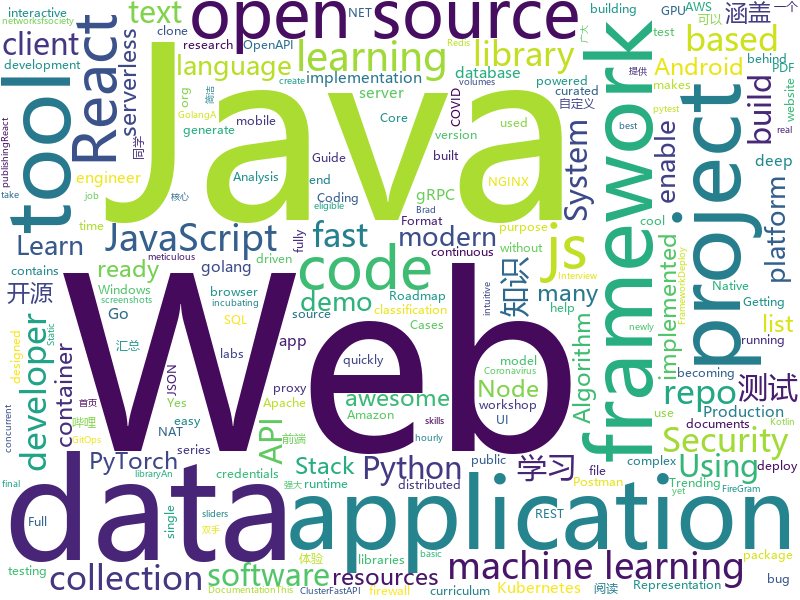 networksfsociety
interactive
text
NET
open source
building
GPU
AWS
涵盖
一个
client
clone
research
OpenAPI
Redis
test
可以
广大
提供
based
behind
PDF
development
React
serverless
org
编程
learning
language
implementation
create
library
powered
curated
volumes
database
Android
makes
website
tool
Java
framework
project
build
mobile
server
COVID
自定义
used
pytest
best
real
publishingReact
同学
generate
GolangA
Core
version
enable
deep
take
engineer
Analysis
Guide
built
System
platform
job
核心
time
end
Coding
eligible
Brad
gRPC
NGINX
purpose
Learn
JavaScript
fast
modern
js
cool
Interview
without
FrameworkDeploy
contains
ready
golang
driven
fully
meticulous
Format
continuous
many
知识
implemented
Native
Getting
开源
Windows
screenshots
browser
incubating
code
demo
Roadmap
classification
list
designed
Go
source
Cases
help
intuitive
native
newly
running
汇总
SQL
labs
app
quickly
model
Coronavirus
Algorithm
becoming
developer
container
JSON
proxy
awesome
Node
repo
测试
concurrent
Yes
Apache
Amazon
workshop
UI
use
documents
Production
哔哩
首页
NAT
easy
API
Stack
Security
GitOps
前端
series
PyTorch
credentials
runtime
Python
学习
Using
deploy
Static
libraryAn
distributed
REST
Trending
yet
Kotlin
data
Web
application
complex
FireGram
final
强大
single
sliders
public
Postman
file
package
Full
software
体验
testing
libraries
machine learning
collection
双手
resources
skills
hourly
阅读
Representation
bug
DocumentationThis
firewall
basic
ClusterFastAPI
curriculum
Kubernetes